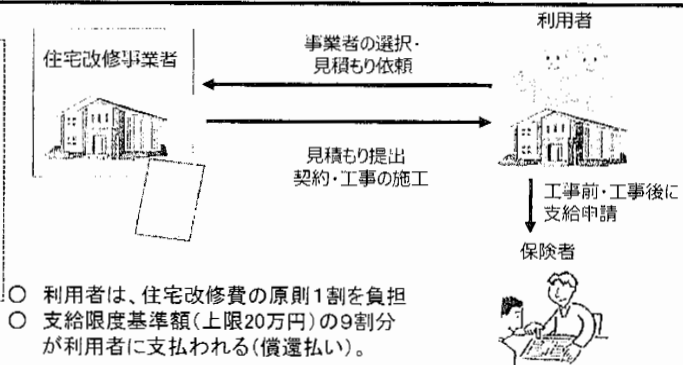 利用者
事業者の選択・
見積もり依頼
住宅改修事業者
見積もり提出
契約・工事の施工
工事前・工事後に
支給申請
保険者
○ 利用者は、住宅改修費の原則1割を負担
○ 支給限度基準額(上限20万円)の9割分
が利用者に支払われる(償還払い)。